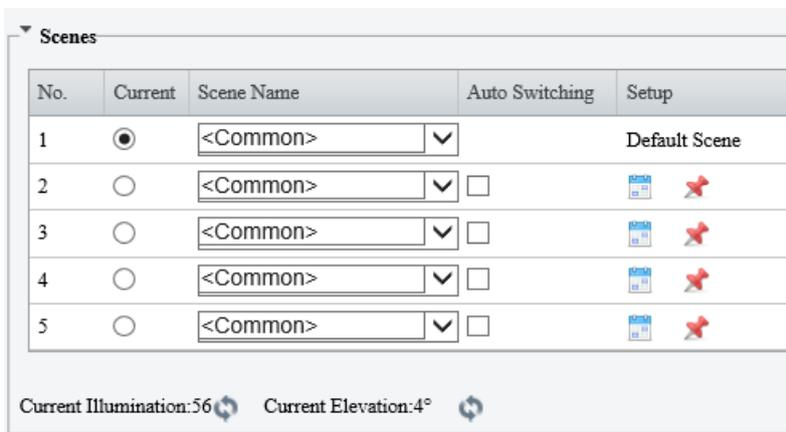 Scenes
No. Current Scene Name Auto Switching Setup
1 <Common> Default Scene
2 <Common>
3 <Common>
4 <Common>
5 <Common>
Current Illumination:56 Current Elevation:4°